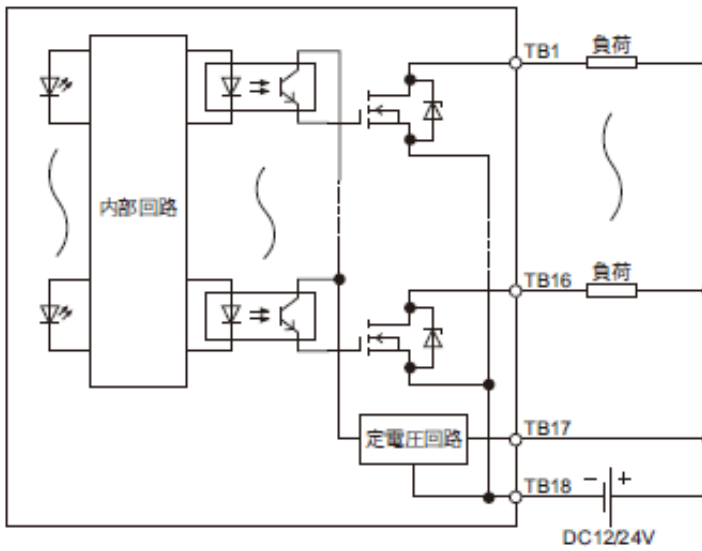 TB1
負荷
内部回路
TB16
負荷
定電圧回路
TB17
TB18
- +
DC12/24V